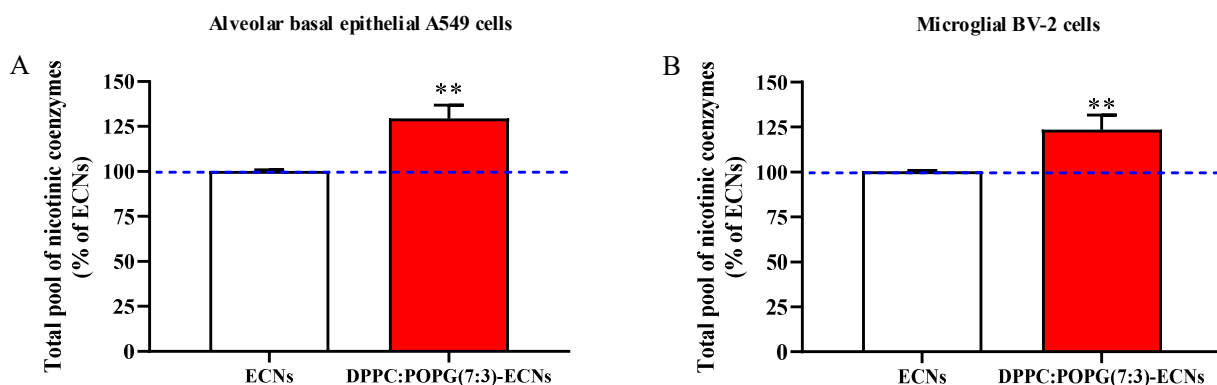 Alveolar basal epithelial A549 cells
A
Total pool of nicotinic coenzymes
(% of ECNs)
150
125
100
75
50
25
0
**
ECNs
DPPC:POPG(7:3)-ECNs
Microglial BV-2 cells
B
Total pool of nicotinic coenzymes
(% of ECNs)
150
125
100
75
50
25
0
**
ECNs
DPPC:POPG(7:3)-ECNs